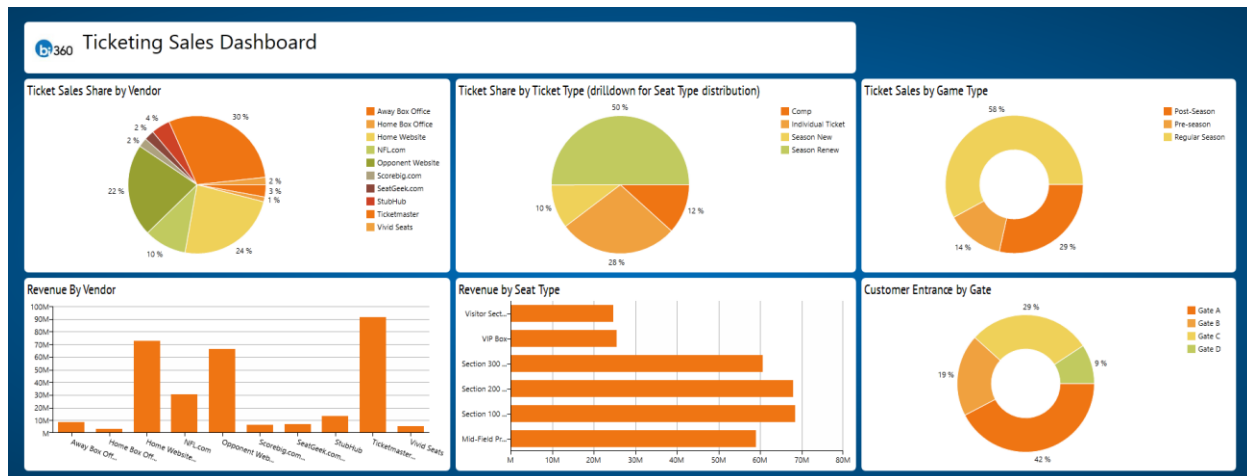 bi360 Ticketing Sales Dashboard
Ticket Sales Share by Vendor
4 %
30 %
2 %
2 %
22 %
10 %
24 %
1 %
3 %
2 %
Away Box Office
Home Box Office
Home Website
NFL.com
Opponent Website
Scorebig.com
SeatGeek.com
StubHub
Ticketmaster
Vivid Seats
Ticket Share by Ticket Type (drilldown for Seat Type distribution)
50 %
10 %
12 %
28 %
Comp
Individual Ticket
Season New
Season Renew
Ticket Sales by Game Type
58 %
14 %
29 %
Post-Season
Pre-season
Regular Season
Revenue By Vendor
100M
90M
80M
70M
60M
50M
40M
30M
20M
10M
M
Away Box Off...
Home Box Off...
Home Website...
NFL.com
Opponent Web...
Scorebig.com...
SeatGeek.com...
StubHub
Ticketmaster...
Vivid Seats
Revenue by Seat Type
Visitor Sect...
VIP Box
Section 300 ...
Section 200 ...
Section 100 ...
Mid-Field Pr...
M 10M 20M 30M 40M 50M 60M 70M 80M
Customer Entrance by Gate
29 %
19 %
9 %
42 %
Gate A
Gate B
Gate C
Gate D